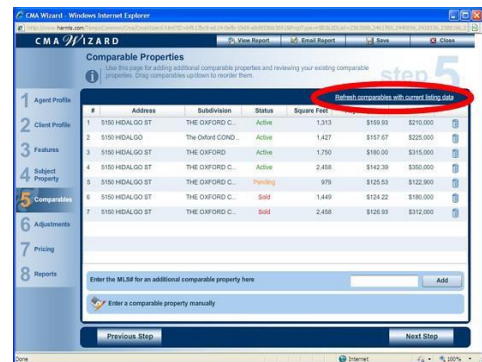 CMA Wizard - Windows Internet Explorer
CMA WIZARD
View Report
Email Report
Save
Close
Comparable Properties
Use this page for adding additional comparable properties and reviewing your existing comparable
properties. Drag comparables up/down to reorder them.
step 5
Refresh comparables with current listing data
1 Agent Profile
2 Client Profile
3 Features
4 Subject Property
5 Comparables
6 Adjustments
7 Pricing
8 Reports
# Address Subdivision Status Square Feet
1 5150 HIDALGO ST THE OXFORD C... Active 1,313 $159.93 $210,000
2 5150 HIDALGO The Oxford COND... Active 1,427 $157.67 $225,000
3 5150 HIDALGO ST THE OXFORD Active 1,750 $180.00 $315,000
4 5150 HIDALGO ST THE OXFORD C... Active 2,458 $142.39 $350,000
5 5150 HIDALGO ST THE OXFORD C... Pending 979 $125.53 $122,900
6 5150 HIDALGO ST THE OXFORD C... Sold 1,449 $124.22 $180,000
7 5150 HIDALGO ST THE OXFORD C... Sold 2,458 $126.93 $312,000
Enter the MLS# for an additional comparable property here
Add
Enter a comparable property manually
Previous Step
Next Step
Done
Internet
100%